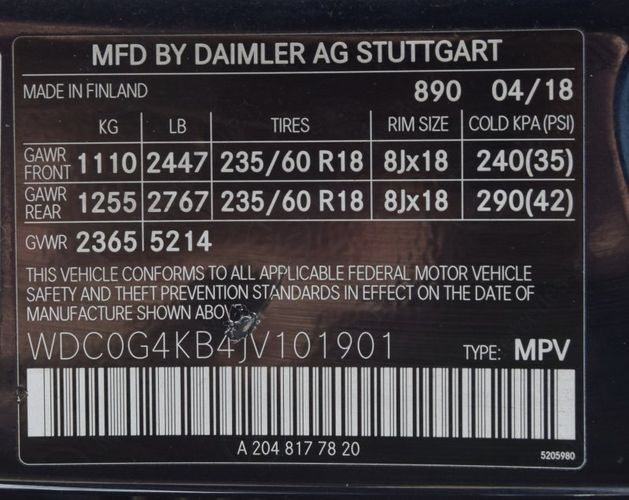 MFD BY DAIMLER AG STUTTGART
MADE IN FINLAND 890 04/18
KG LB TIRES RIM SIZE COLD KPA (PSI)
GAWR FRONT 1110 2447 235/60 R18 8Jx18 240(35)
GAWR REAR 1255 2767 235/60 R18 8Jx18 290(42)
GVWR 2365 5214
THIS VEHICLE CONFORMS TO ALL APPLICABLE FEDERAL MOTOR VEHICLE
SAFETY AND THEFT PREVENTION STANDARDS IN EFFECT ON THE DATE OF
MANUFACTURE SHOWN
WDC0G4KB4JV101901 TYPE: MPV
A 204 817 78 20
5205980